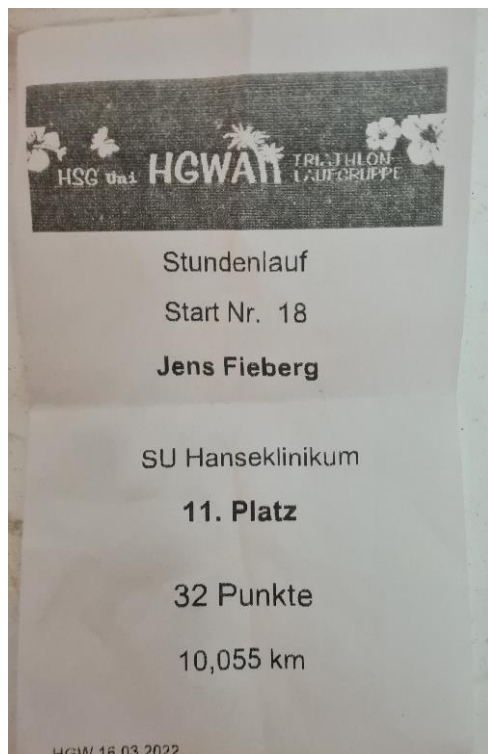 HSG Uni HGWAII TRIATHLON-
LAUFGRUPPE
Stundenlauf
Start Nr. 18
Jens Fieberg
SU Hanseklinikum
11. Platz
32 Punkte
10,055 km
HGW 16.03.2022